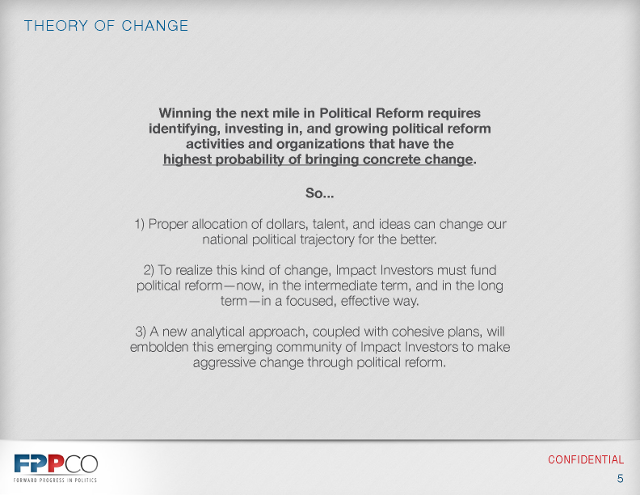 THEORY OF CHANGE
Winning the next mile in Political Reform requires
identifying, investing in, and growing political reform
activities and organizations that have the
highest probability of bringing concrete change.
So...
1) Proper allocation of dollars, talent, and ideas can change our
national political trajectory for the better.
2) To realize this kind of change, Impact Investors must fund
political reform—now, in the intermediate term, and in the long
term—in a focused, effective way.
3) A new analytical approach, coupled with cohesive plans, will
embolden this emerging community of Impact Investors to make
aggressive change through political reform.
FPPCO
FORWARD PROGRESS IN POLITICS
CONFIDENTIAL
5